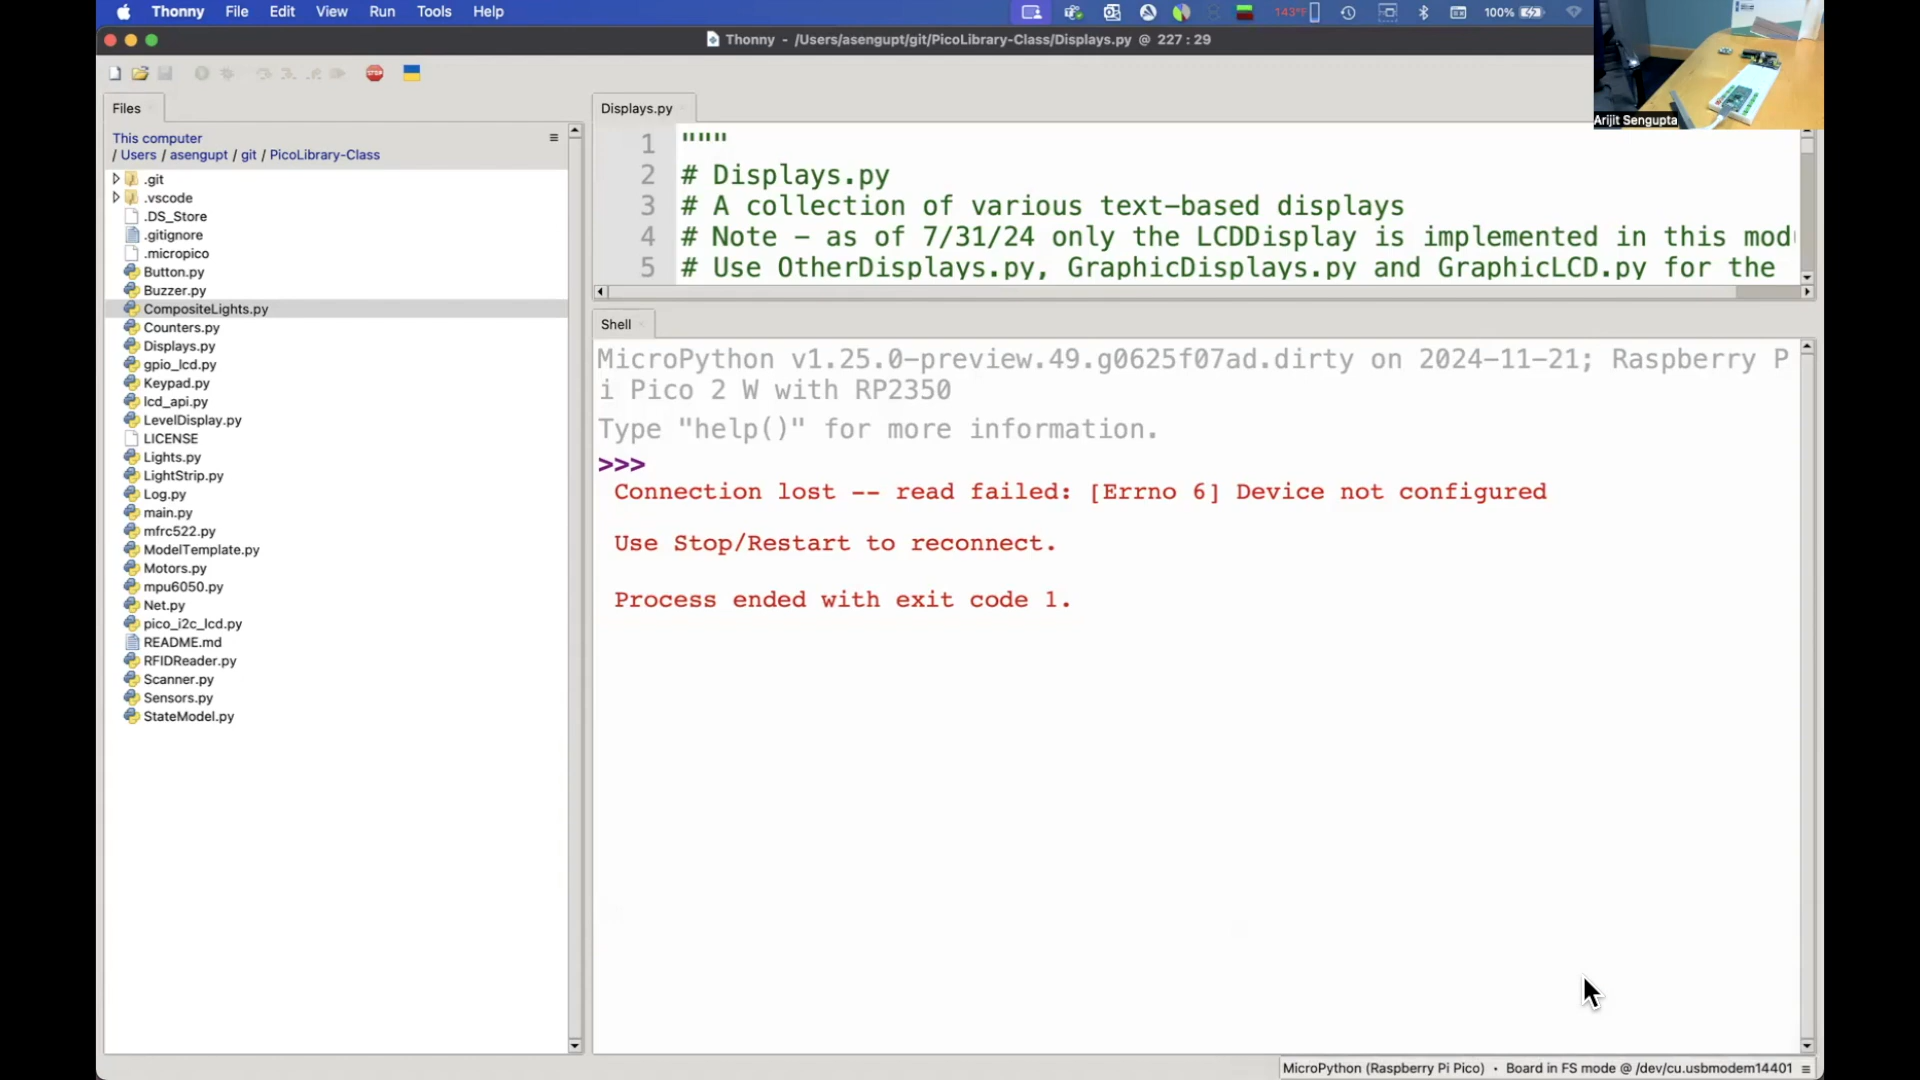 Thonny File Edit View Run Tools Help
143°F 100%
Thonny - /Users/asengupt/git/PicoLibrary-Class/Displays.py @ 227 : 29
STOP
Arijit Sengupta
Files
This computer
/ Users / asengupt / git / PicoLibrary-Class
.git
.vscode
.DS_Store
.gitignore
.micropico
Button.py
Buzzer.py
CompositeLights.py
Counters.py
Displays.py
gpio_lcd.py
Keypad.py
lcd_api.py
LevelDisplay.py
LICENSE
Lights.py
LightStrip.py
Log.py
main.py
mfrc522.py
ModelTemplate.py
Motors.py
mpu6050.py
Net.py
pico_i2c_lcd.py
README.md
RFIDReader.py
Scanner.py
Sensors.py
StateModel.py
Displays.py
1 """
2 # Displays.py
3 # A collection of various text-based displays
4 # Note - as of 7/31/24 only the LCDDisplay is implemented in this mod
5 # Use OtherDisplays.py, GraphicDisplays.py and GraphicLCD.py for the
Shell
MicroPython v1.25.0-preview.49.g0625f07ad.dirty on 2024-11-21; Raspberry P
i Pico 2 W with RP2350
Type "help()" for more information.
>>>
Connection lost -- read failed: [Errno 6] Device not configured
Use Stop/Restart to reconnect.
Process ended with exit code 1.
MicroPython (Raspberry Pi Pico) • Board in FS mode @ /dev/cu.usbmodem14401 ≡